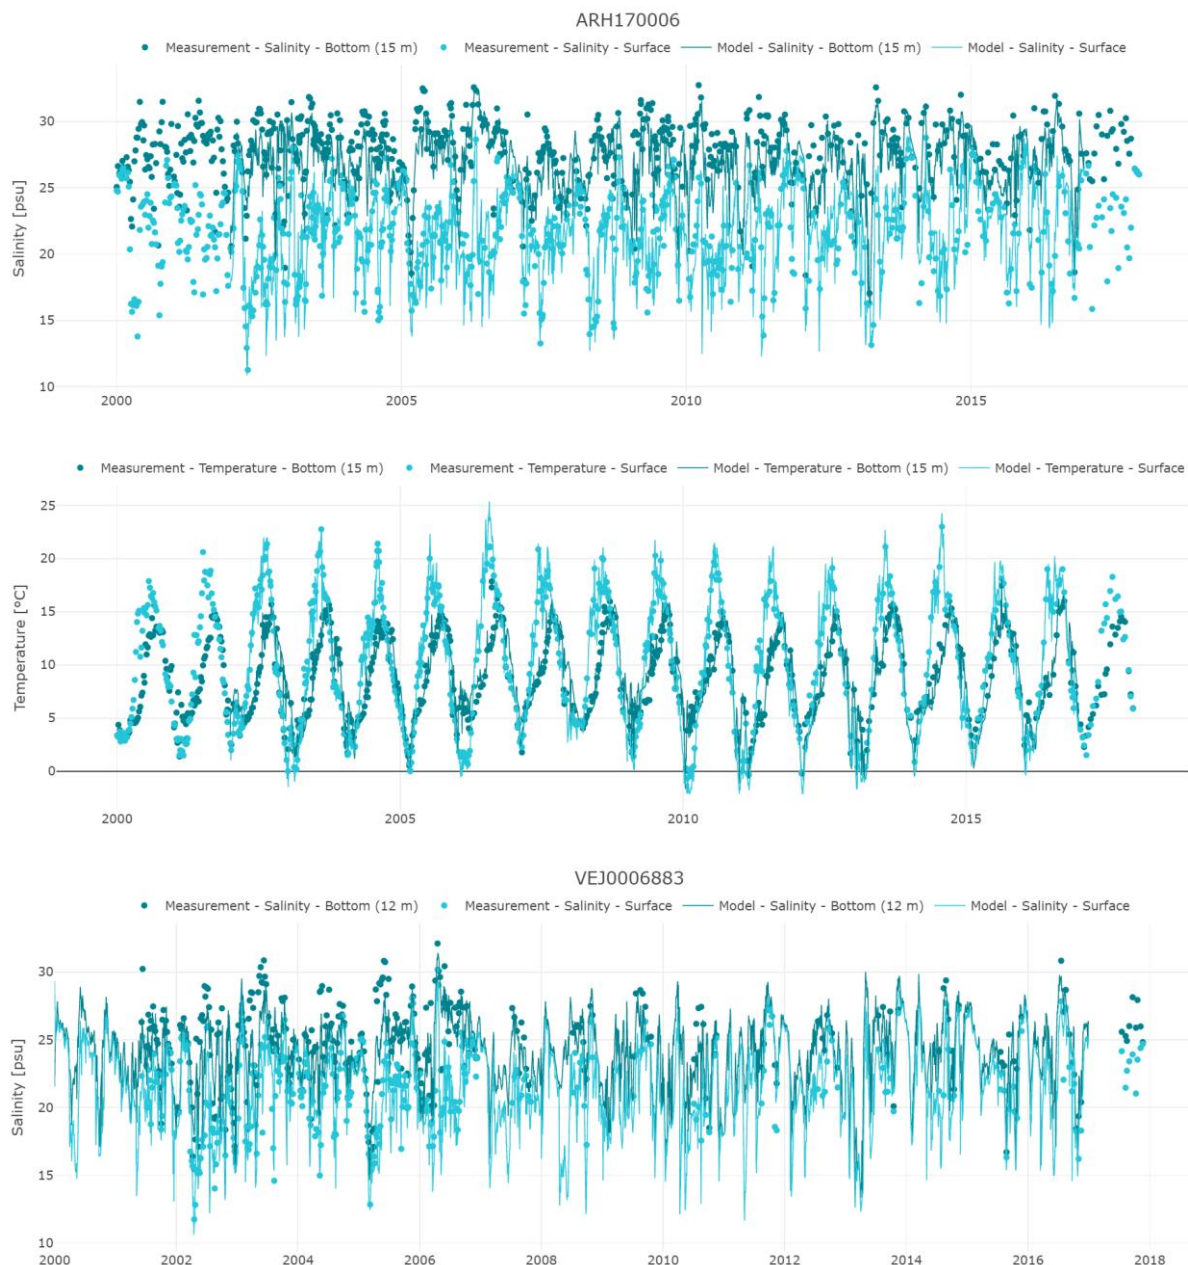 ARH170006
Measurement - Salinity - Bottom (15 m) Measurement - Salinity - Surface Model - Salinity - Bottom (15 m) Model - Salinity - Surface
Salinity [psu]
30
25
20
15
10
2000 2005 2010 2015
Measurement - Temperature - Bottom (15 m) Measurement - Temperature - Surface Model - Temperature - Bottom (15 m) Model - Temperature - Surface
Temperature [°C]
25
20
15
10
5
0
2000 2005 2010 2015
VEJ0006883
Measurement - Salinity - Bottom (12 m) Measurement - Salinity - Surface Model - Salinity - Bottom (12 m) Model - Salinity - Surface
Salinity [psu]
30
25
20
15
10
2000 2002 2004 2006 2008 2010 2012 2014 2016 2018